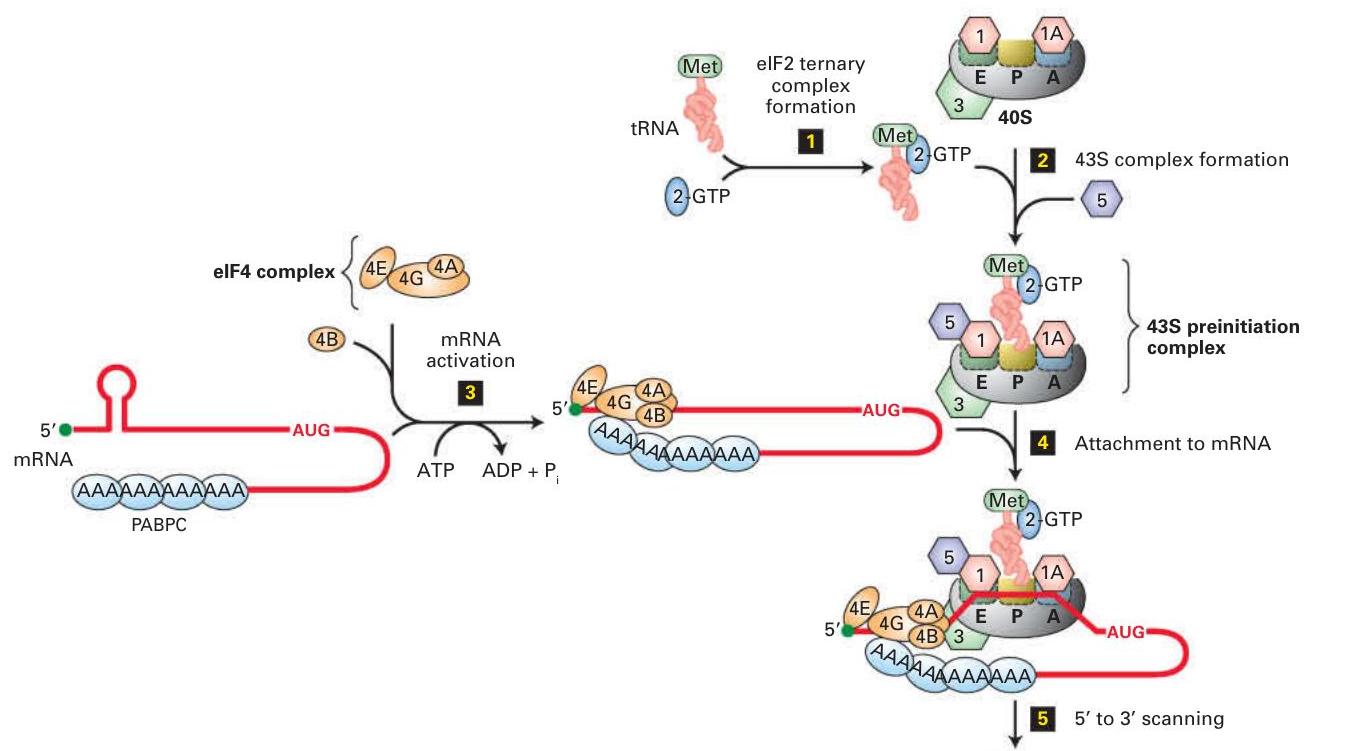 1
1A
E
P
A
3
40S
Met
tRNA
2-GTP
eIF2 ternary
complex
formation
1
Met
2-GTP
2
43S complex formation
5
Met
2-GTP
5
1
1A
E
P
A
3
43S preinitiation
complex
eIF4 complex
4E
4G
4A
4B
mRNA
activation
3
ATP
ADP + Pi
5′
mRNA
AUG
AAAAAAAAAAAA
PABPC
5′
4E
4G
4A
4B
AUG
AAAAAAAAAAAA
4
Attachment to mRNA
Met
2-GTP
5
1
1A
E
P
A
3
5′
4E
4G
4A
4B
AUG
AAAAAAAAAAAA
5
5′ to 3′ scanning